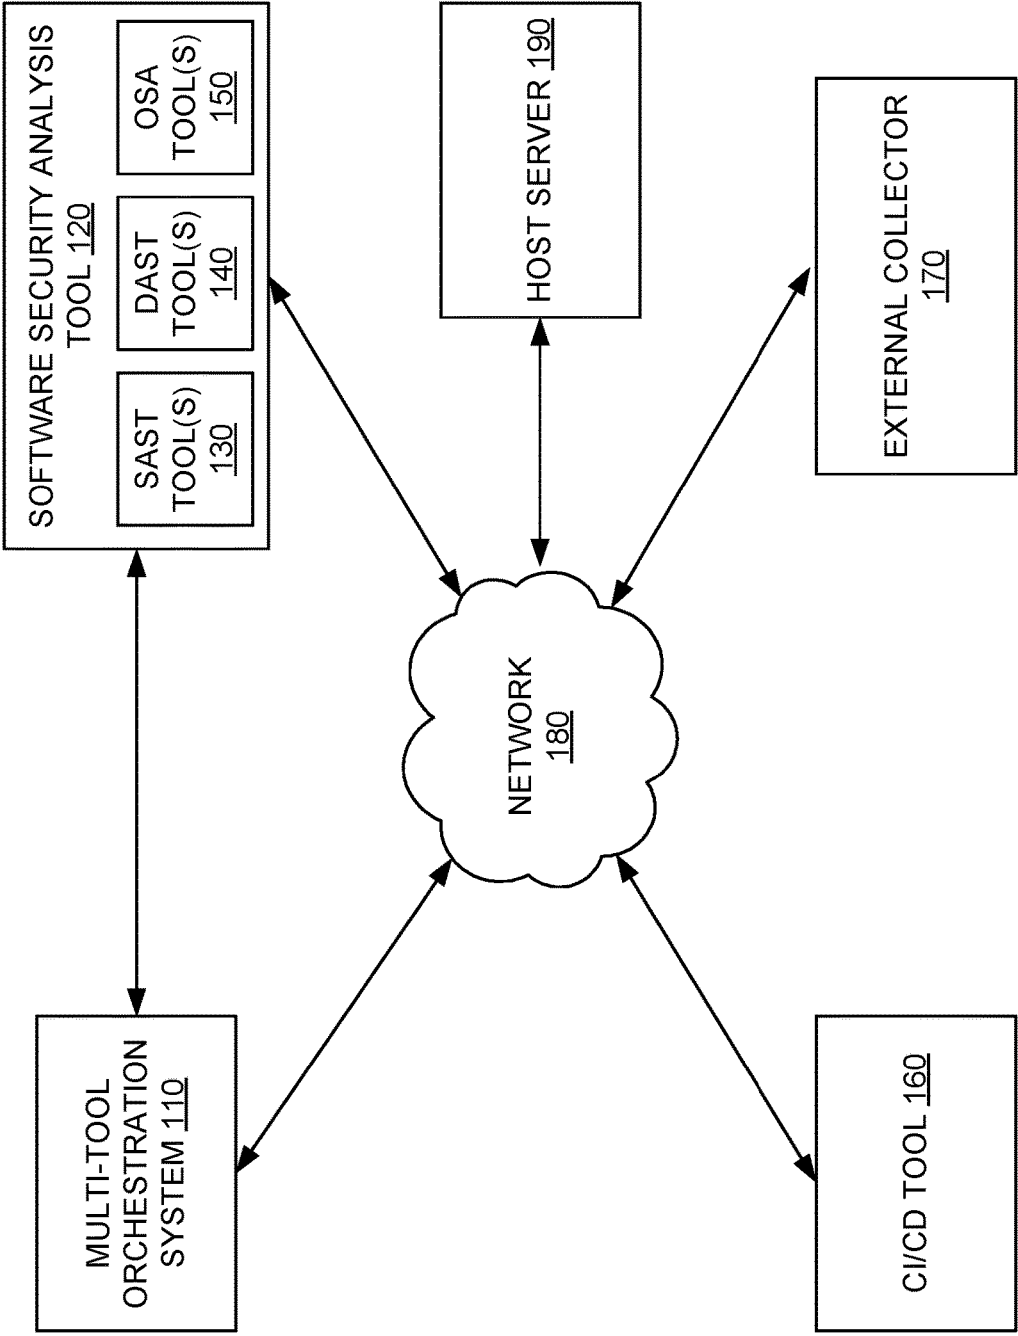 MULTI-TOOL
ORCHESTRATION
SYSTEM 110
SOFTWARE SECURITY ANALYSIS
TOOL 120
SAST
TOOL(S)
130
DAST
TOOL(S)
140
OSA
TOOL(S)
150
NETWORK
180
HOST SERVER 190
CI/CD TOOL 160
EXTERNAL COLLECTOR
170